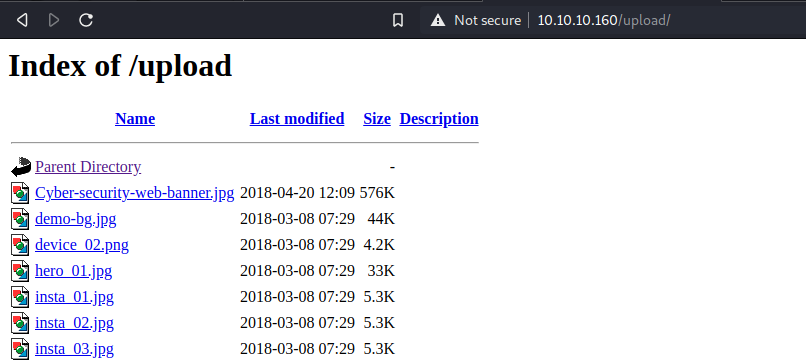 Not secure 10.10.10.160/upload/
Index of /upload
Name Last modified Size Description
Parent Directory -
Cyber-security-web-banner.jpg 2018-04-20 12:09 576K
demo-bg.jpg 2018-03-08 07:29 44K
device_02.png 2018-03-08 07:29 4.2K
hero_01.jpg 2018-03-08 07:29 33K
insta_01.jpg 2018-03-08 07:29 5.3K
insta_02.jpg 2018-03-08 07:29 5.3K
insta_03.jpg 2018-03-08 07:29 5.3K